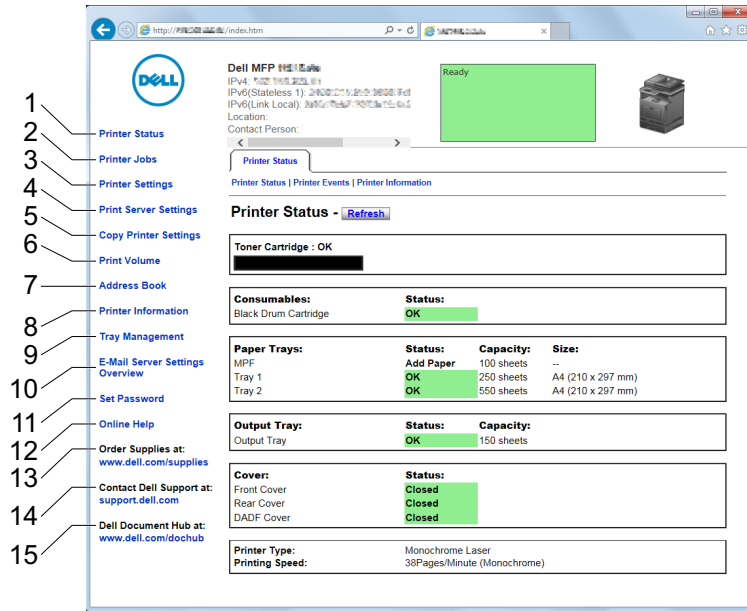 http:// /index.htm
DELL
Dell MFP
IPv4:
IPv6(Stateless 1):
IPv6(Link Local):
Location:
Contact Person:
Ready
1
Printer Status
2
Printer Jobs
3
Printer Settings
4
Print Server Settings
5
Copy Printer Settings
6
Print Volume
7
Address Book
8
Printer Information
9
Tray Management
10
E-Mail Server Settings
Overview
11
Set Password
12
Online Help
13
Order Supplies at:
www.dell.com/supplies
14
Contact Dell Support at:
support.dell.com
15
Dell Document Hub at:
www.dell.com/dochub
Printer Status
Printer Status | Printer Events | Printer Information
Printer Status - Refresh
Toner Cartridge : OK
Consumables: Status:
Black Drum Cartridge OK
Paper Trays: Status: Capacity: Size:
MPF Add Paper 100 sheets --
Tray 1 OK 250 sheets A4 (210 x 297 mm)
Tray 2 OK 550 sheets A4 (210 x 297 mm)
Output Tray: Status: Capacity:
Output Tray OK 150 sheets
Cover: Status:
Front Cover Closed
Rear Cover Closed
DADF Cover Closed
Printer Type: Monochrome Laser
Printing Speed: 38Pages/Minute (Monochrome)